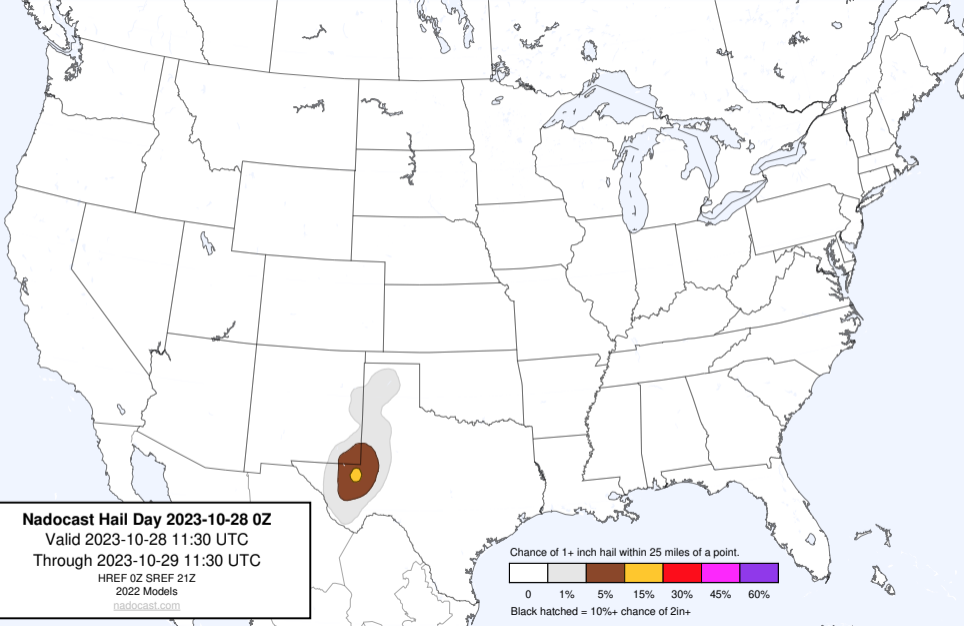 Nadocast Hail Day 2023-10-28 0Z
Valid 2023-10-28 11:30 UTC
Through 2023-10-29 11:30 UTC
HREF 0Z SREF 21Z
2022 Models
nadocast.com
Chance of 1+ inch hail within 25 miles of a point.
0 1% 5% 15% 30% 45% 60%
Black hatched = 10%+ chance of 2in+